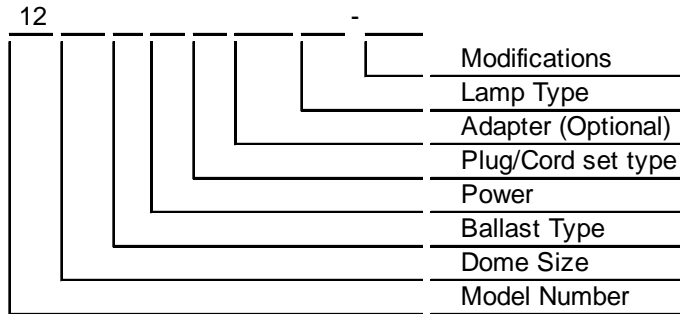 12 -
Modifications
Lamp Type
Adapter (Optional)
Plug/Cord set type
Power
Ballast Type
Dome Size
Model Number